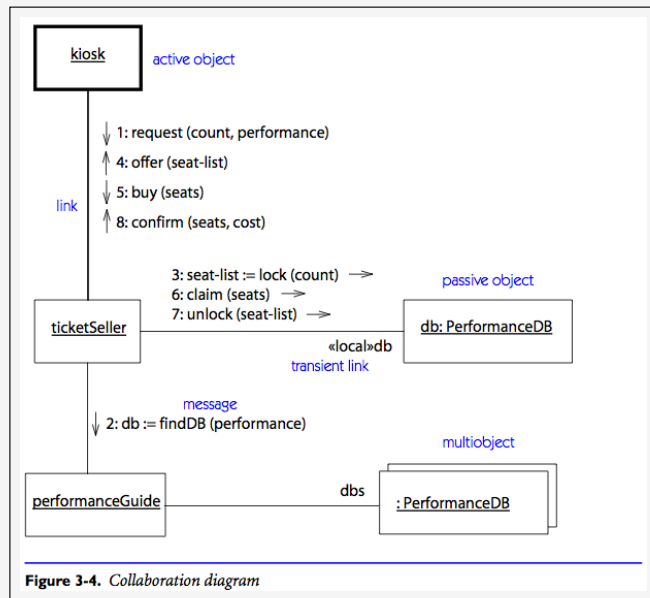 kiosk
active object
1: request (count, performance)
4: offer (seat-list)
5: buy (seats)
link
8: confirm (seats, cost)
3: seat-list := lock (count)
6: claim (seats)
7: unlock (seat-list)
passive object
ticketSeller
db: PerformanceDB
«local»db
transient link
message
2: db := findDB (performance)
multiobject
performanceGuide
dbs
: PerformanceDB
Figure 3-4. Collaboration diagram